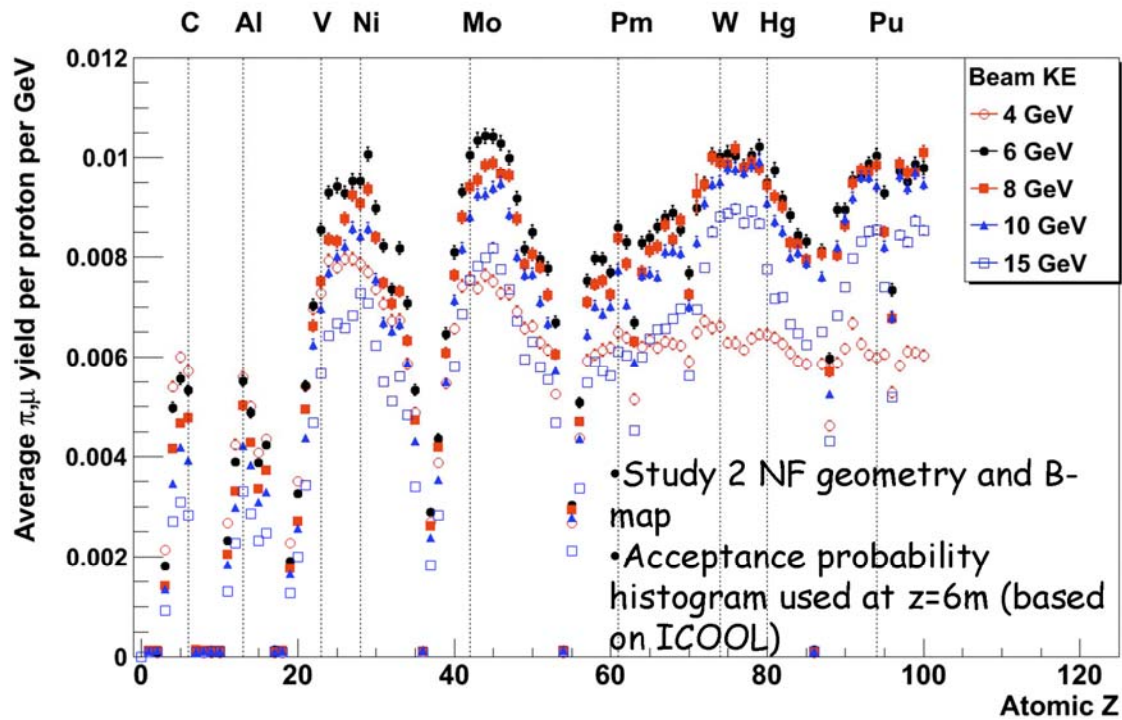 C Al V Ni Mo Pm W Hg Pu
Average π,μ yield per proton per GeV
0.012
0.01
0.008
0.006
0.004
0.002
0
Beam KE
4 GeV
6 GeV
8 GeV
10 GeV
15 GeV
•Study 2 NF geometry and B-
map
•Acceptance probability
histogram used at z=6m (based
on ICOOL)
0 20 40 60 80 100 120
Atomic Z